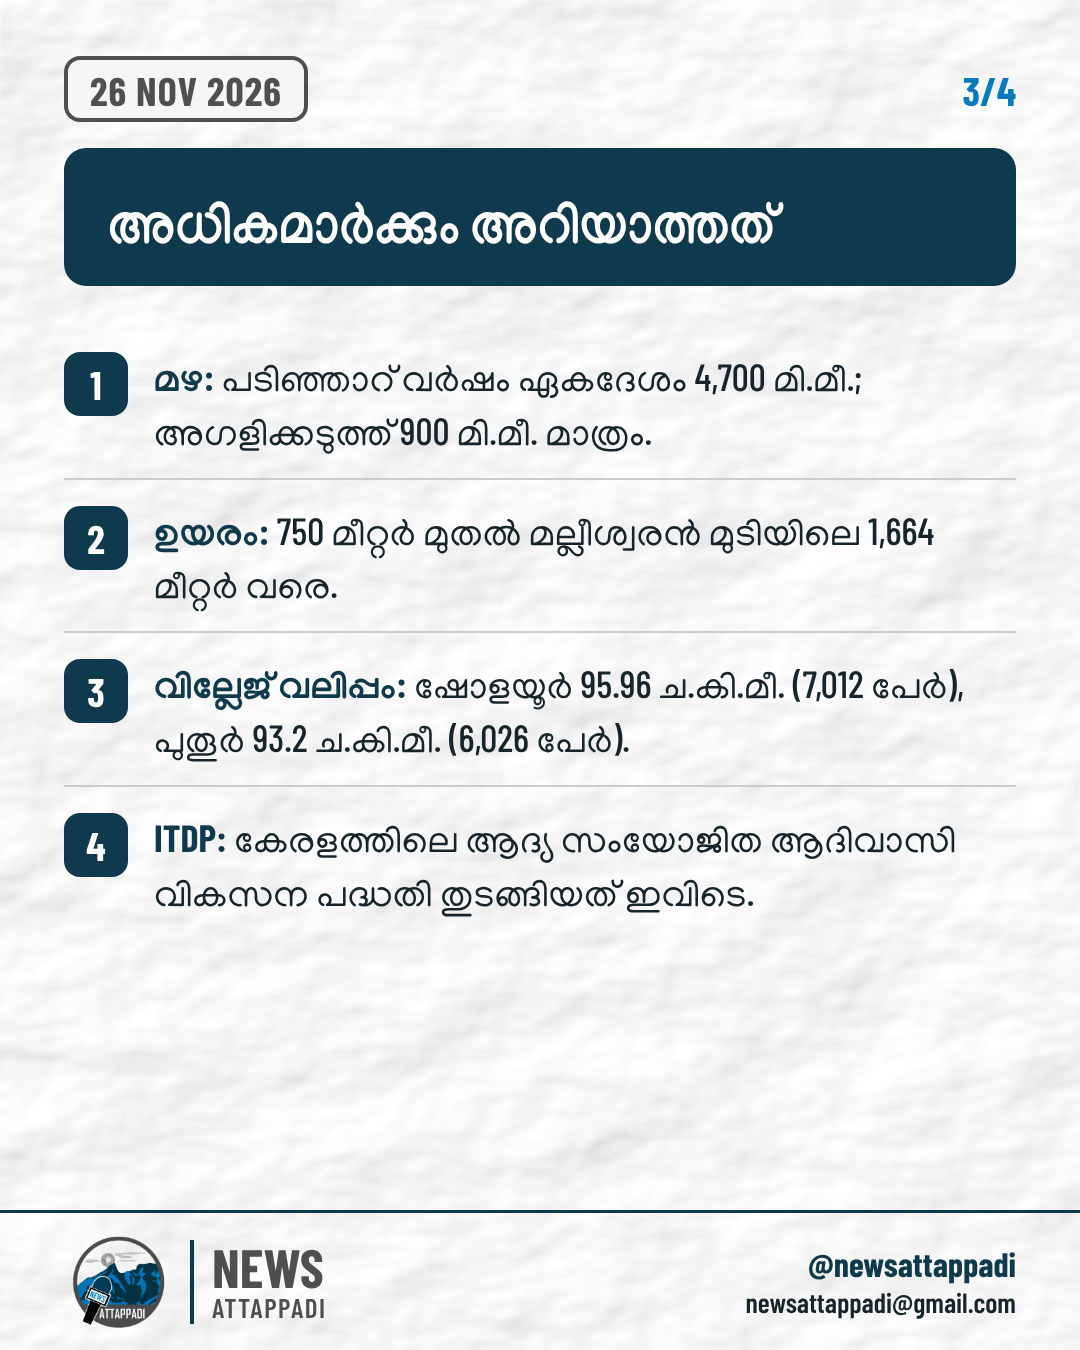 26 NOV 2026
3/4
അധികമാർക്കും അറിയാത്തത്
1
മഴ: പടിഞ്ഞാറ് വർഷം ഏകദേശം 4,700 മി.മീ.;
അഗളിക്കടുത്ത് 900 മി.മീ. മാത്രം.
2
ഉയരം: 750 മീറ്റർ മുതൽ മല്ലീശ്വരൻ മുടിയിലെ 1,664
മീറ്റർ വരെ.
3
വില്ലേജ് വലിപ്പം: ഷോളയൂർ 95.96 ച.കി.മീ. (7,012 പേർ),
പുതൂർ 93.2 ച.കി.മീ. (6,026 പേർ).
4
ITDP: കേരളത്തിലെ ആദ്യ സംയോജിത ആദിവാസി
വികസന പദ്ധതി തുടങ്ങിയത് ഇവിടെ.
NEWS
ATTAPPADI
NEWS
ATTAPPADI
@newsattappadi
newsattappadi@gmail.com